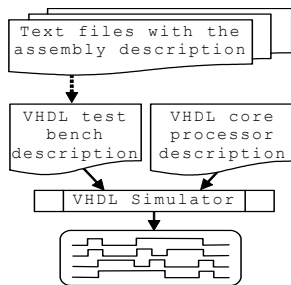 Text files with the
assembly description
VHDL test
bench
description
VHDL core
processor
description
VHDL Simulator